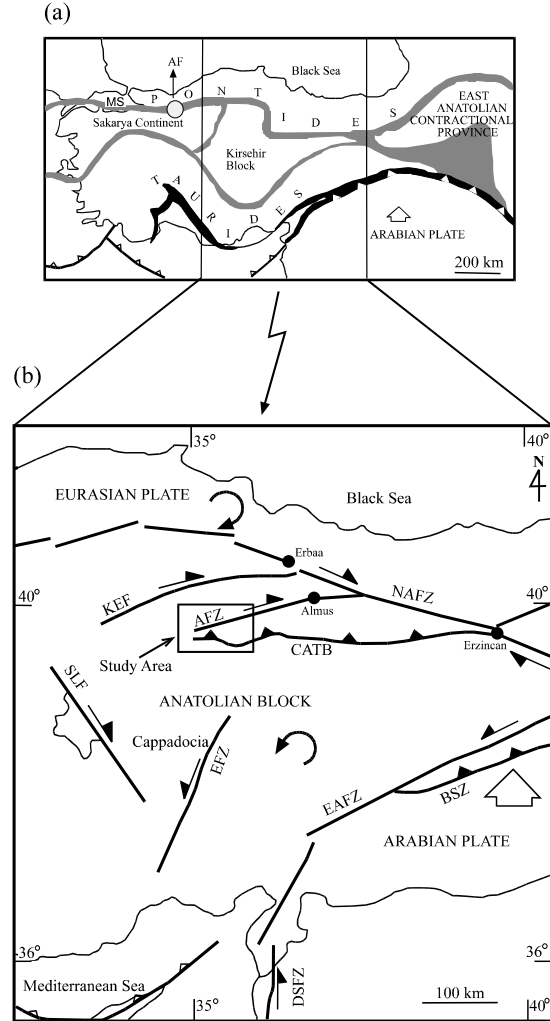 (a)
AF
Black Sea
MS
P O N T I D E S
Sakarya Continent
EAST
ANATOLIAN
CONTRACTIONAL
PROVINCE
Kirsehir
Block
T A U R I D E S
ARABIAN PLATE
200 km
(b)
35°
40°
N
EURASIAN PLATE
Black Sea
Erbaa
40°
40°
KEF
NAFZ
AFZ
Almus
Erzincan
CATB
Study Area
SLF
ANATOLIAN BLOCK
Cappadocia
EFZ
EAFZ
BSZ
ARABIAN PLATE
36°
36°
Mediterranean Sea
DSFZ
100 km
35°
40°